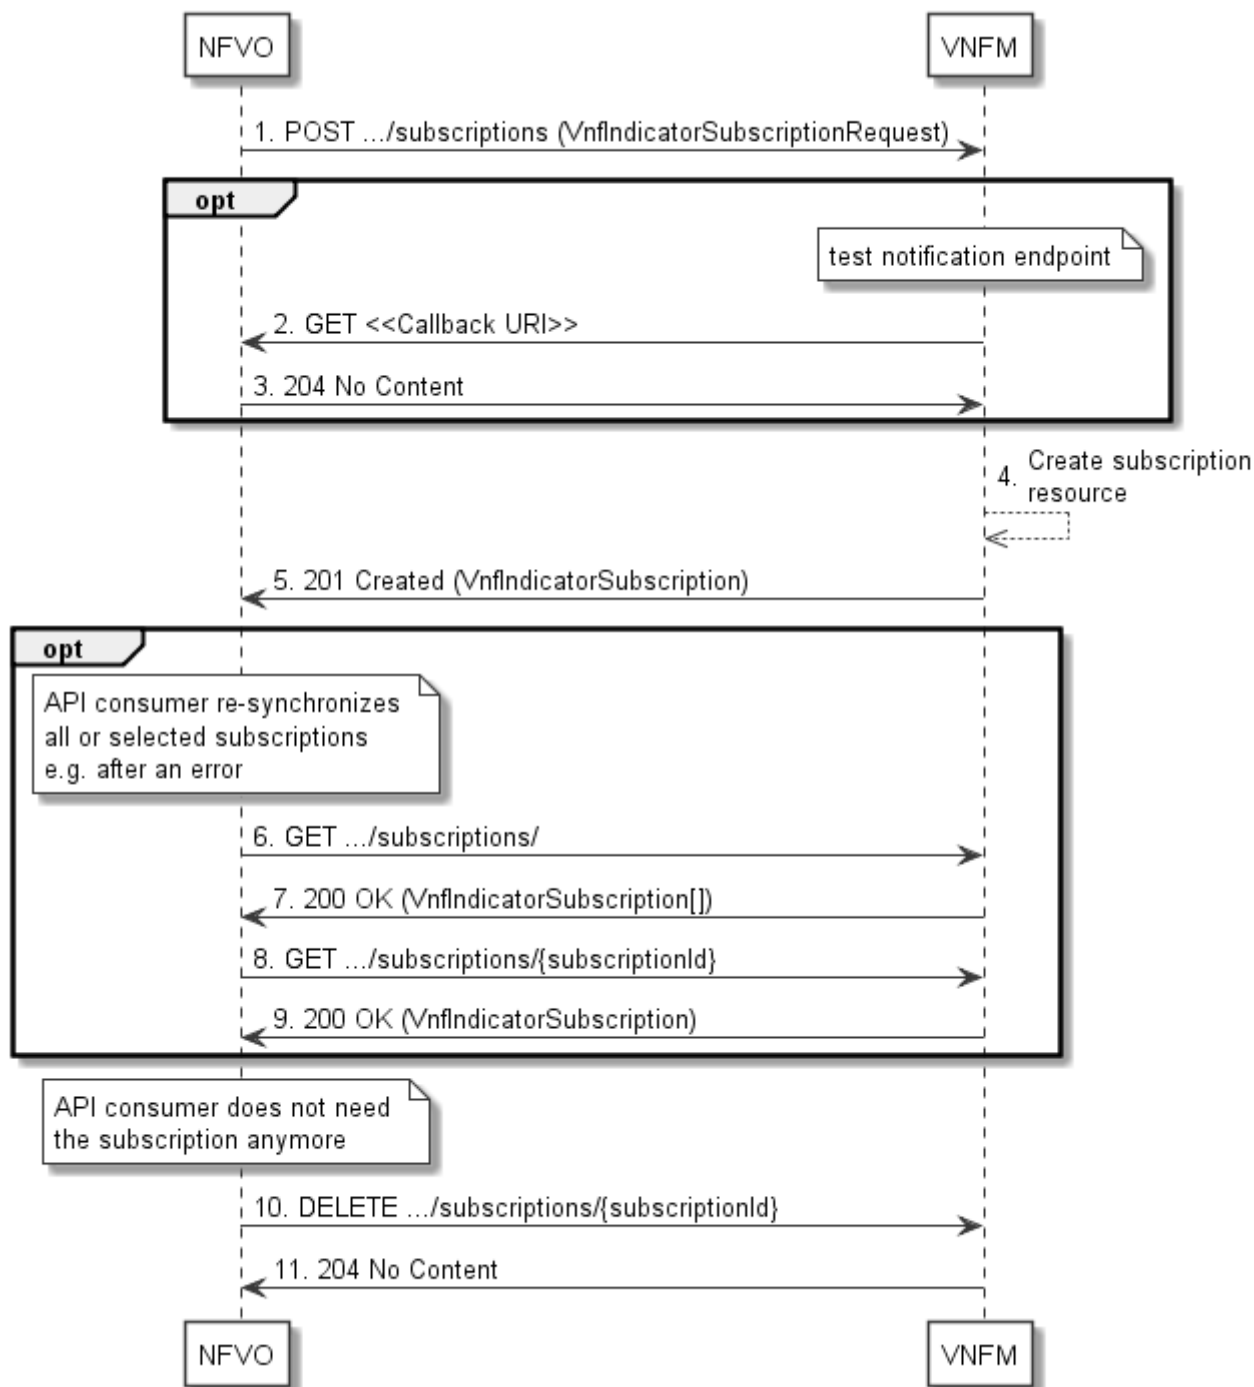 NFVO VNFM
1. POST .../subscriptions (VnfIndicatorSubscriptionRequest)
opt
test notification endpoint
2. GET <<Callback URI>>
3. 204 No Content
4. Create subscription
resource
5. 201 Created (VnfIndicatorSubscription)
opt
API consumer re-synchronizes
all or selected subscriptions
e.g. after an error
6. GET .../subscriptions/
7. 200 OK (VnfIndicatorSubscription[])
8. GET .../subscriptions/{subscriptionId}
9. 200 OK (VnfIndicatorSubscription)
API consumer does not need
the subscription anymore
10. DELETE .../subscriptions/{subscriptionId}
11. 204 No Content
NFVO VNFM